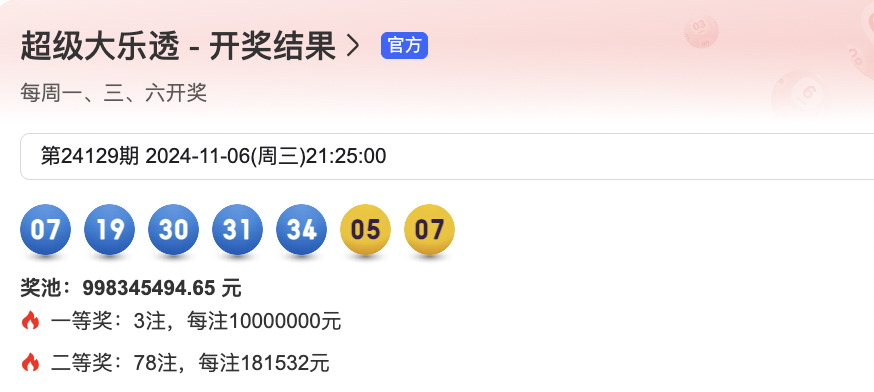 超级大乐透 - 开奖结果 > 官方
每周一、三、六开奖
第24129期 2024-11-06(周三)21:25:00
07 19 30 31 34 05 07
奖池：998345494.65 元
一等奖：3注，每注10000000元
二等奖：78注，每注181532元